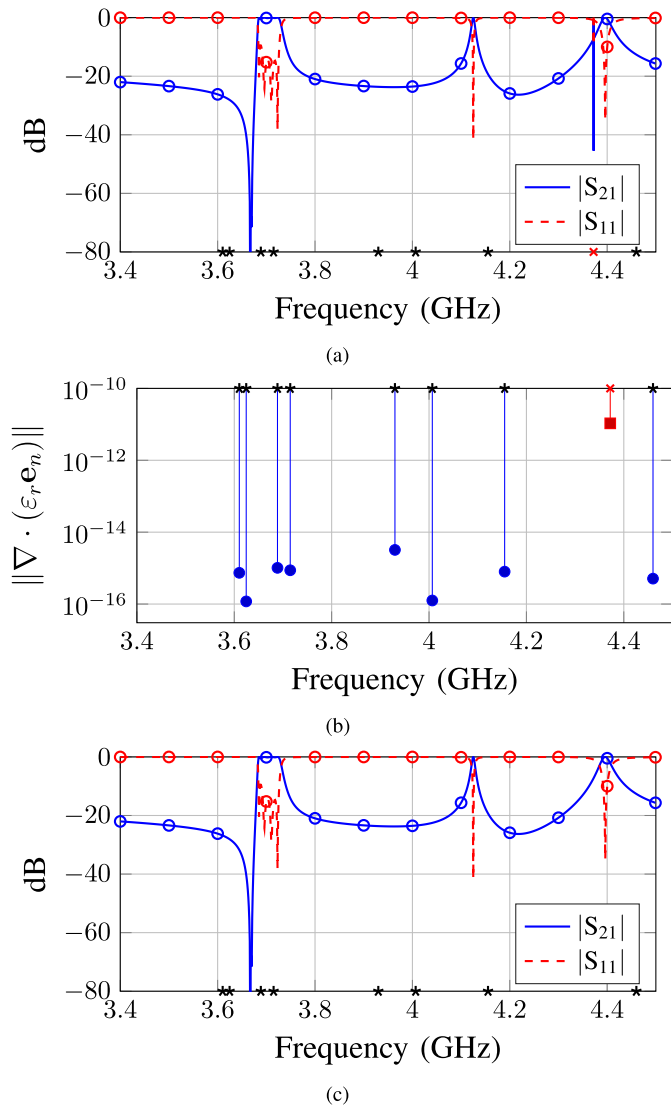 0
−20
−40
−60
−80
dB
|S21|
|S11|
3.4 3.6 3.8 4 4.2 4.4
Frequency (GHz)
(a)
10−10
10−12
10−14
10−16
‖∇ · (εr en)‖
3.4 3.6 3.8 4 4.2 4.4
Frequency (GHz)
(b)
0
−20
−40
−60
−80
dB
|S21|
|S11|
3.4 3.6 3.8 4 4.2 4.4
Frequency (GHz)
(c)